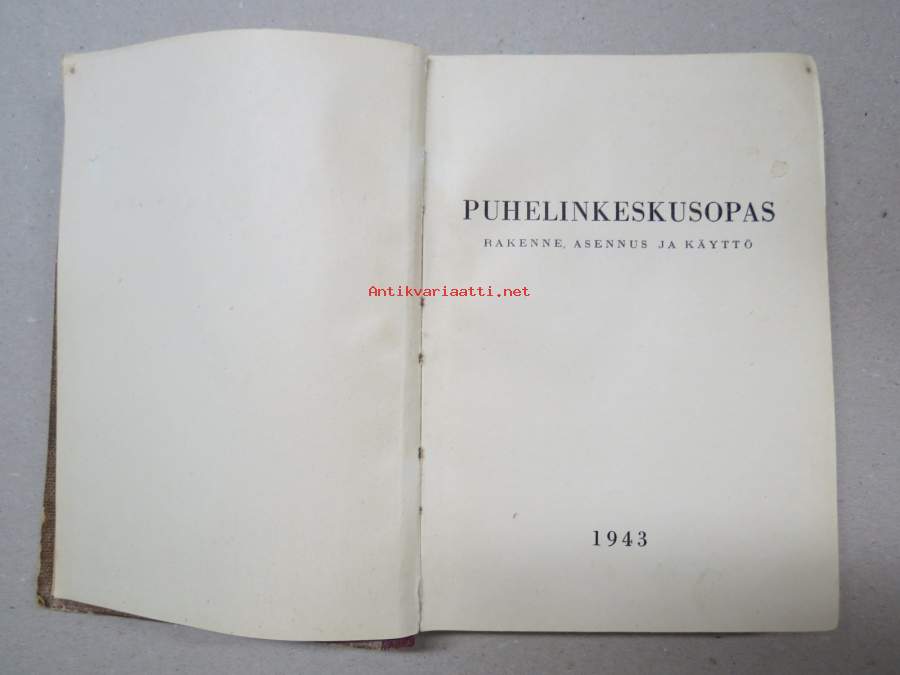 PUHELINKESKUSOPAS
RAKENNE, ASENNUS JA KÄYTTÖ
Antikvariaatti.net
1943